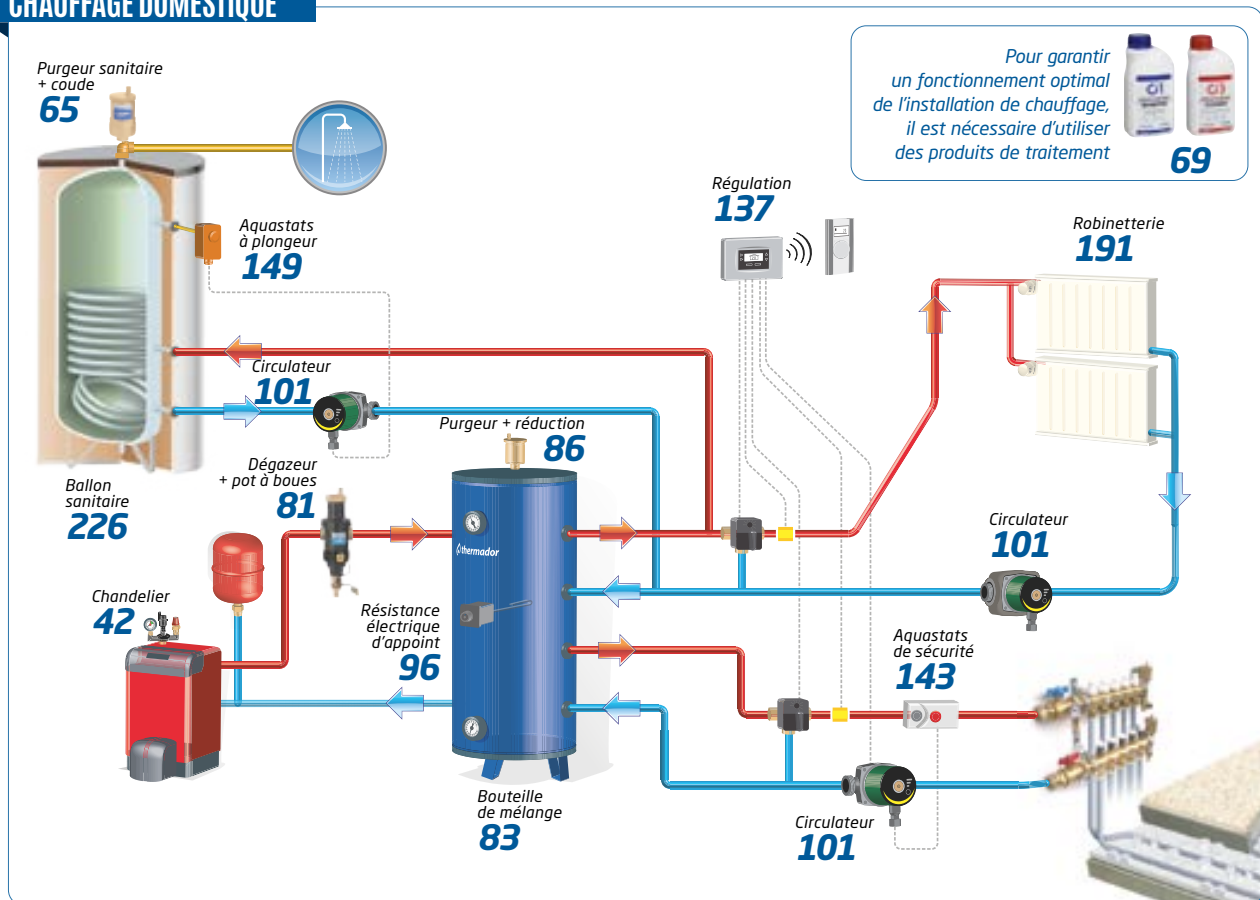 CHAUFFAGE DOMESTIQUE
Purgeur sanitaire
+ coude
65
Pour garantir
un fonctionnement optimal
de l'installation de chauffage,
il est nécessaire d'utiliser
des produits de traitement
69
Régulation
137
Robinetterie
191
Aquastats
à plongeur
149
Circulateur
101
Purgeur + réduction
86
Dégazeur
+ pot à boues
81
Ballon
sanitaire
226
thermador
Circulateur
101
Chandelier
42
Résistance
électrique
d'appoint
96
Aquastats
de sécurité
143
Bouteille
de mélange
83
Circulateur
101